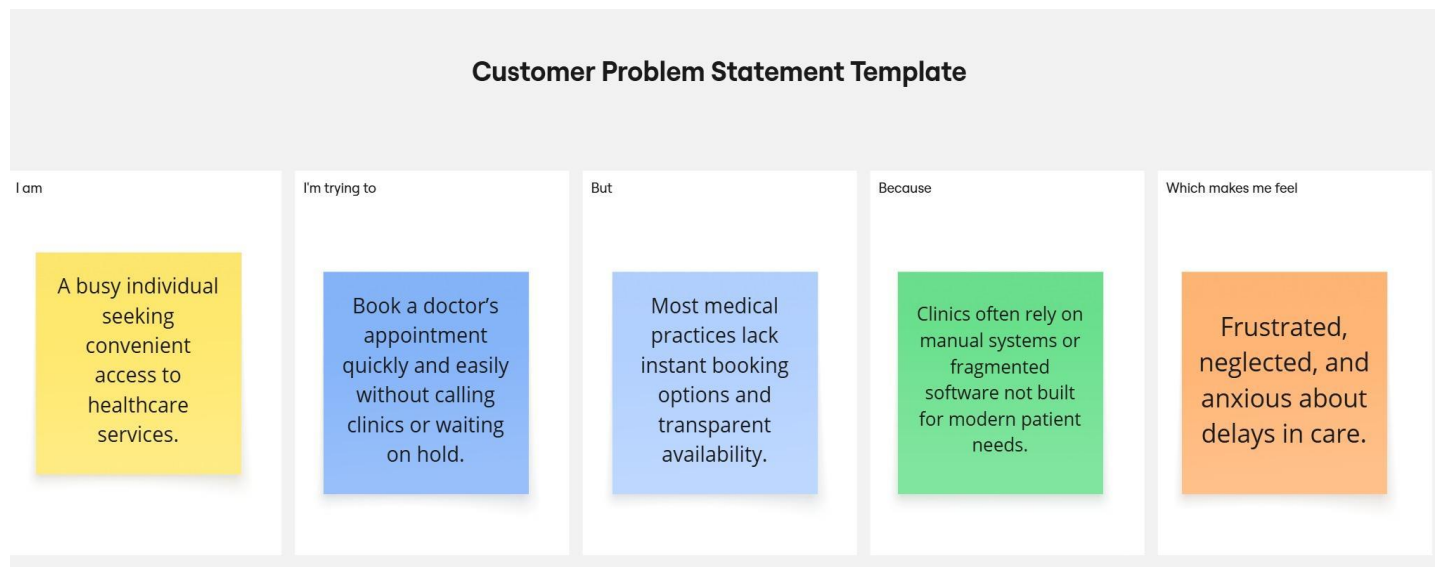 Customer Problem Statement Template
I am
A busy individual
seeking
convenient
access to
healthcare
services.
I'm trying to
Book a doctor’s
appointment
quickly and easily
without calling
clinics or waiting
on hold.
But
Most medical
practices lack
instant booking
options and
transparent
availability.
Because
Clinics often rely on
manual systems or
fragmented
software not built
for modern patient
needs.
Which makes me feel
Frustrated,
neglected, and
anxious about
delays in care.